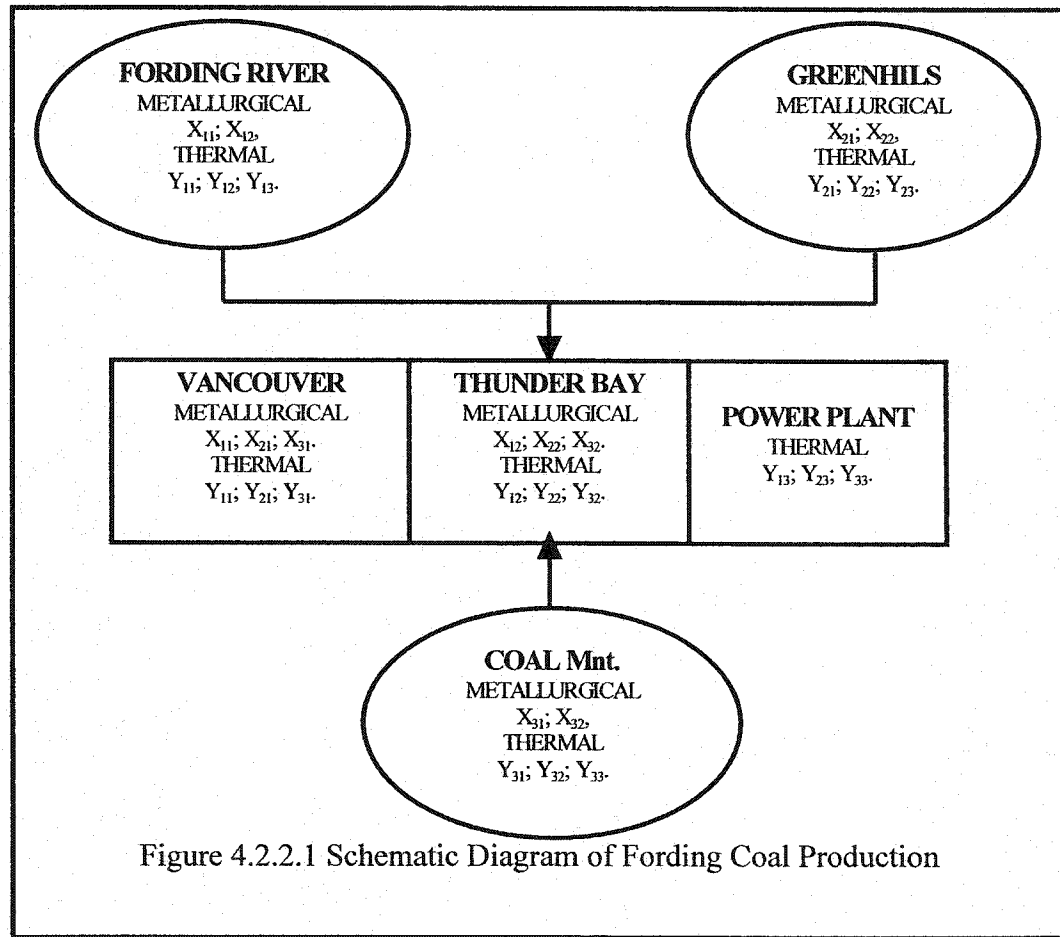 FORDING RIVER
METALLURGICAL
X₁₁; X₁₂,
THERMAL
Y₁₁; Y₁₂; Y₁₃.
GREENHILS
METALLURGICAL
X₂₁; X₂₂,
THERMAL
Y₂₁; Y₂₂; Y₂₃.
VANCOUVER
METALLURGICAL
X₁₁; X₂₁; X₃₁.
THERMAL
Y₁₁; Y₂₁; Y₃₁.
THUNDER BAY
METALLURGICAL
X₁₂; X₂₂; X₃₂.
THERMAL
Y₁₂; Y₂₂; Y₃₂.
POWER PLANT
THERMAL
Y₁₃; Y₂₃; Y₃₃.
COAL Mnt.
METALLURGICAL
X₃₁; X₃₂,
THERMAL
Y₃₁; Y₃₂; Y₃₃.
Figure 4.2.2.1 Schematic Diagram of Fording Coal Production